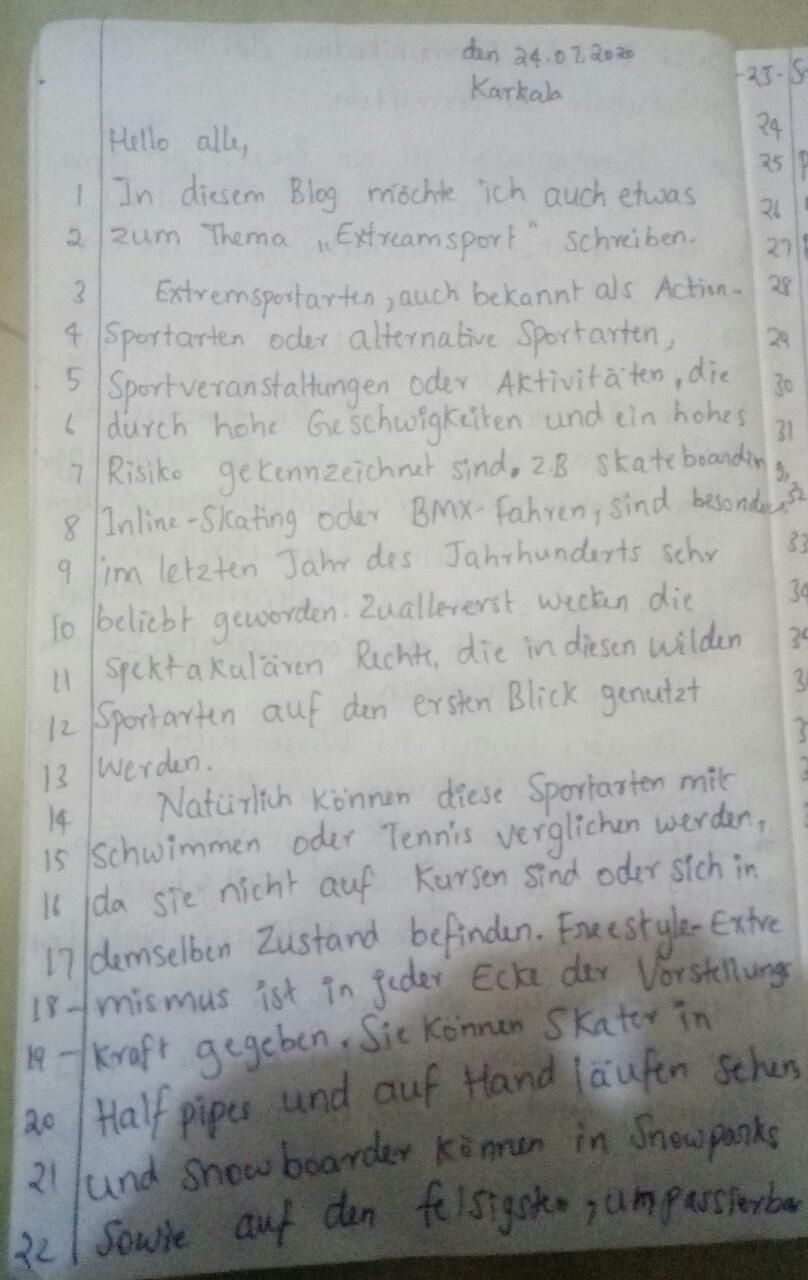 den 24.07.2020
Karkala
Hello alle,
1 In diesem Blog möchte ich auch etwas
2 zum Thema „Extreamsport" schreiben.
3 Extremsportarten, auch bekannt als Action-
4 Sportarten oder alternative Sportarten,
5 Sportveranstaltungen oder Aktivitäten, die
6 durch hohe Geschwigkeiten und ein hohes
7 Risiko gekennzeichnet sind. z.B skateboarding,
8 Inline-Skating oder BMX-Fahren, sind besonders
9 im letzten Jahr des Jahrhunderts sehr
10 beliebt geworden. Zuallererst wecken die
11 spektakulären Rechte, die in diesen wilden
12 Sportarten auf den ersten Blick genutzt
13 werden.
14 Natürlich können diese Sportarten mit
15 Schwimmen oder Tennis verglichen werden,
16 da sie nicht auf Kursen sind oder sich in
17 demselben Zustand befinden. Freestyle-Extre
18 - mismus ist in jeder Ecke der Vorstellungs
19 - kraft gegeben. Sie können Skater in
20 Halfpipes und auf Hand läufen sehen
21 und snowboarder können in Snowparks
22 Sowie auf den felsigsten, umpassierbar
-23- S
24
25 P
26
27
28
29
30
31
32
33
34